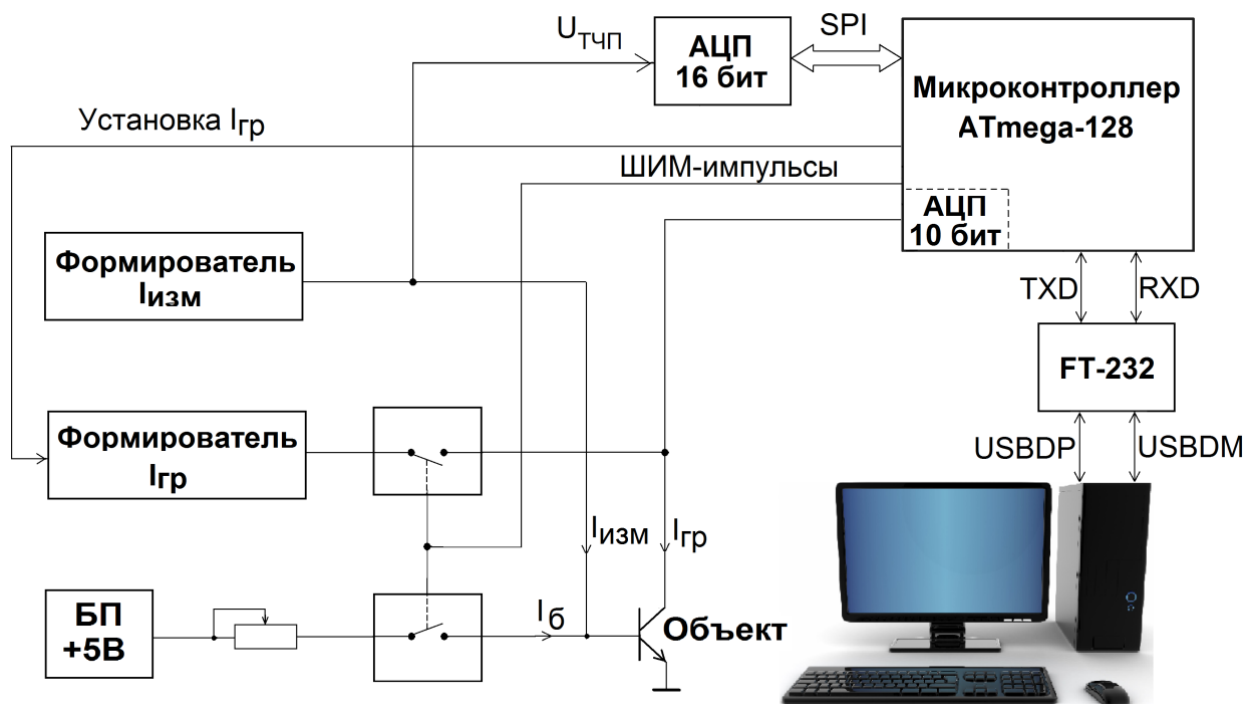 UТЧП
АЦП
16 бит
SPI
Микроконтроллер
ATmega-128
Установка Iгр
ШИМ-импульсы
АЦП
10 бит
Формирователь
Iизм
TXD
RXD
FT-232
Формирователь
Iгр
USBDP
USBDM
Iизм
Iгр
БП
+5В
Iб
Объект